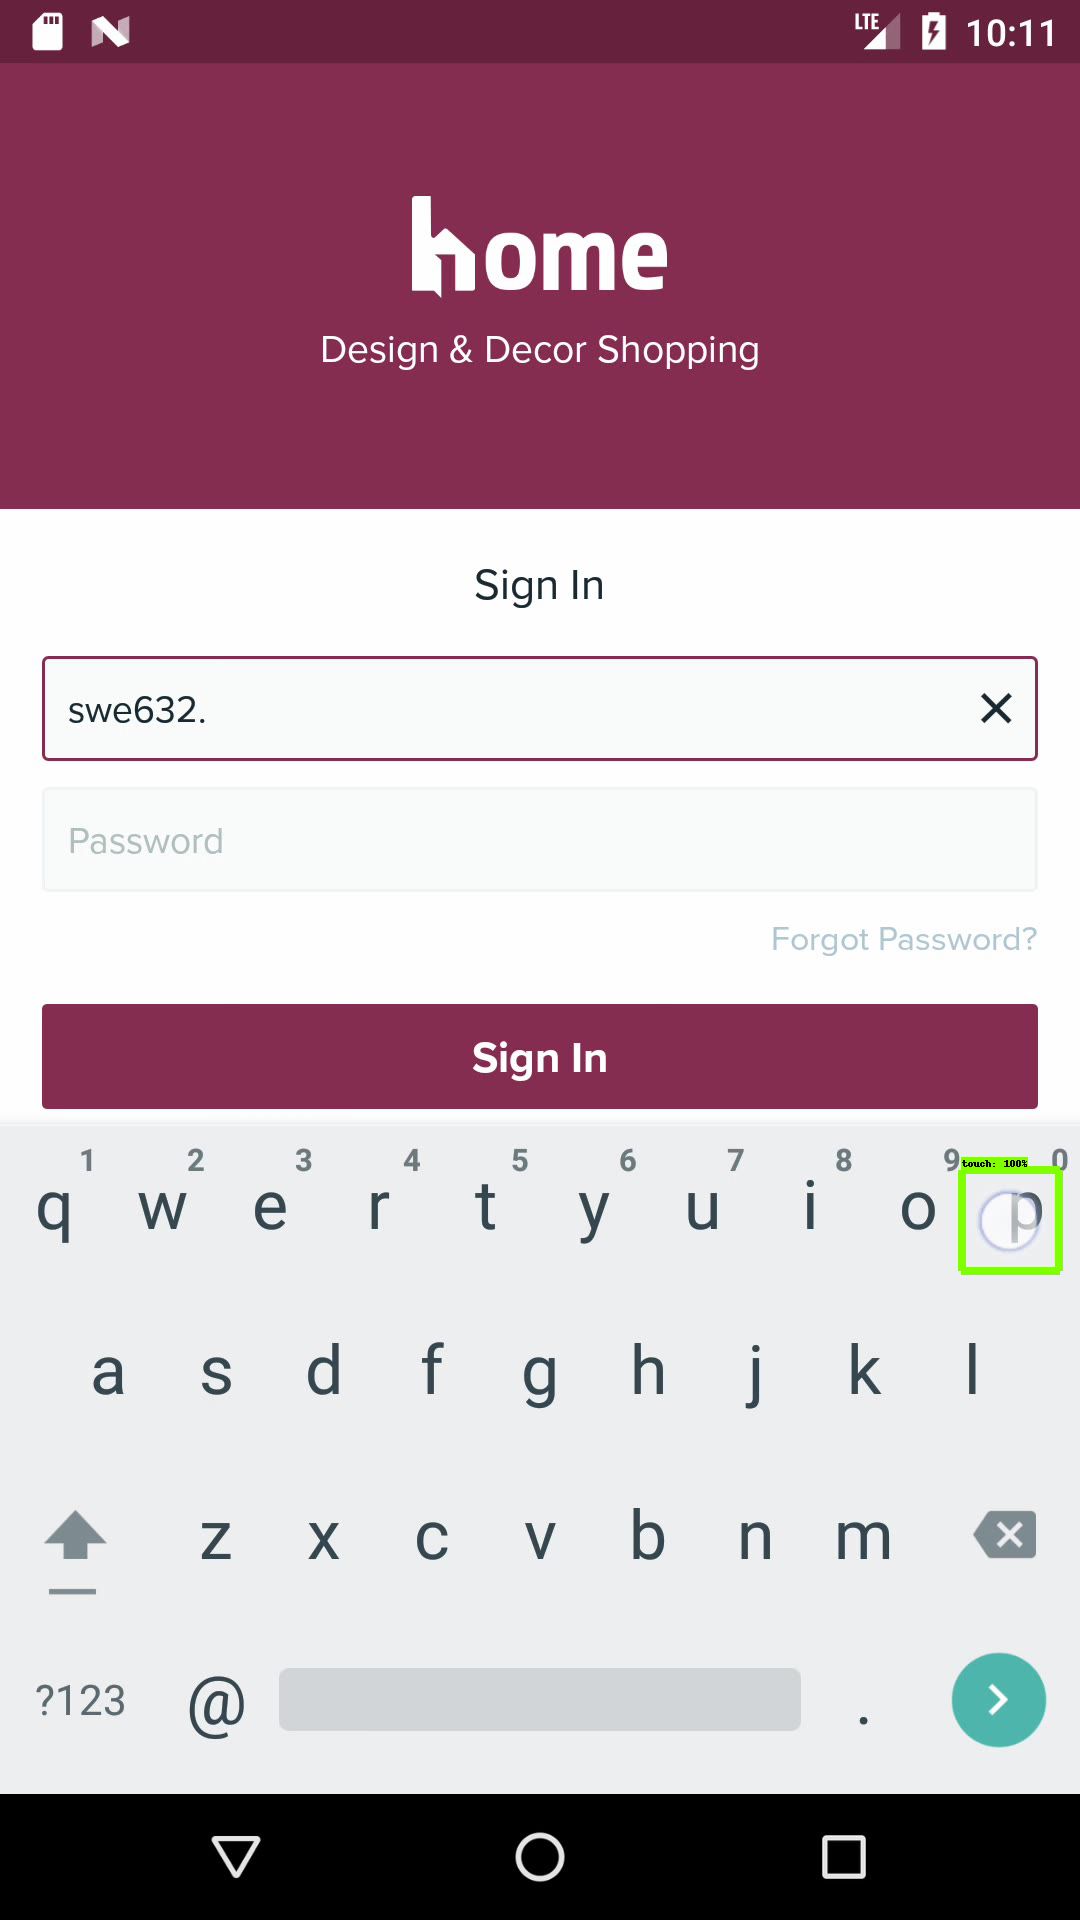 LTE 10:11
home
Design & Decor Shopping
Sign In
swe632.
Password
Forgot Password?
Sign In
1 2 3 4 5 6 7 8 9 0
touch: 100%
q w e r t y u i o p
a s d f g h j k l
z x c v b n m
?123 @ .